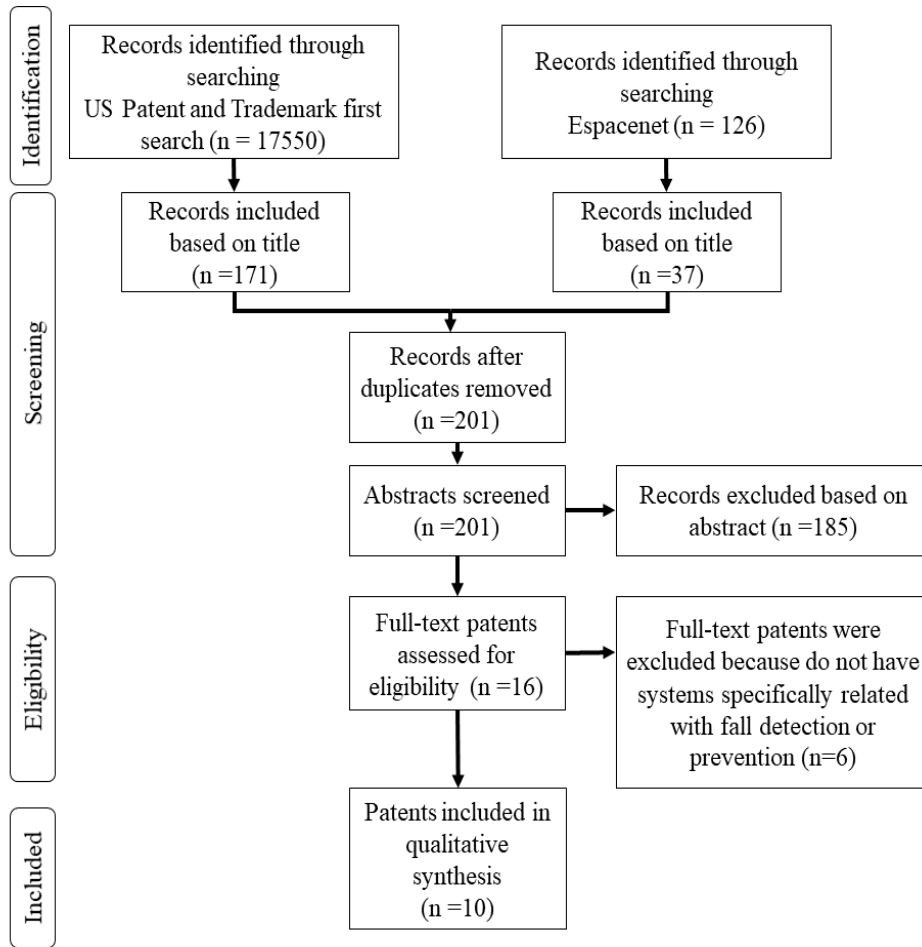 Identification
Records identified through
searching
US Patent and Trademark first
search (n = 17550)
Records identified through
searching
Espacenet (n = 126)
Screening
Records included
based on title
(n =171)
Records included
based on title
(n =37)
Records after
duplicates removed
(n =201)
Abstracts screened
(n =201)
Records excluded based on
abstract (n =185)
Eligibility
Full-text patents
assessed for
eligibility (n =16)
Full-text patents were
excluded because do not have
systems specifically related
with fall detection or
prevention (n=6)
Included
Patents included in
qualitative
synthesis
(n =10)